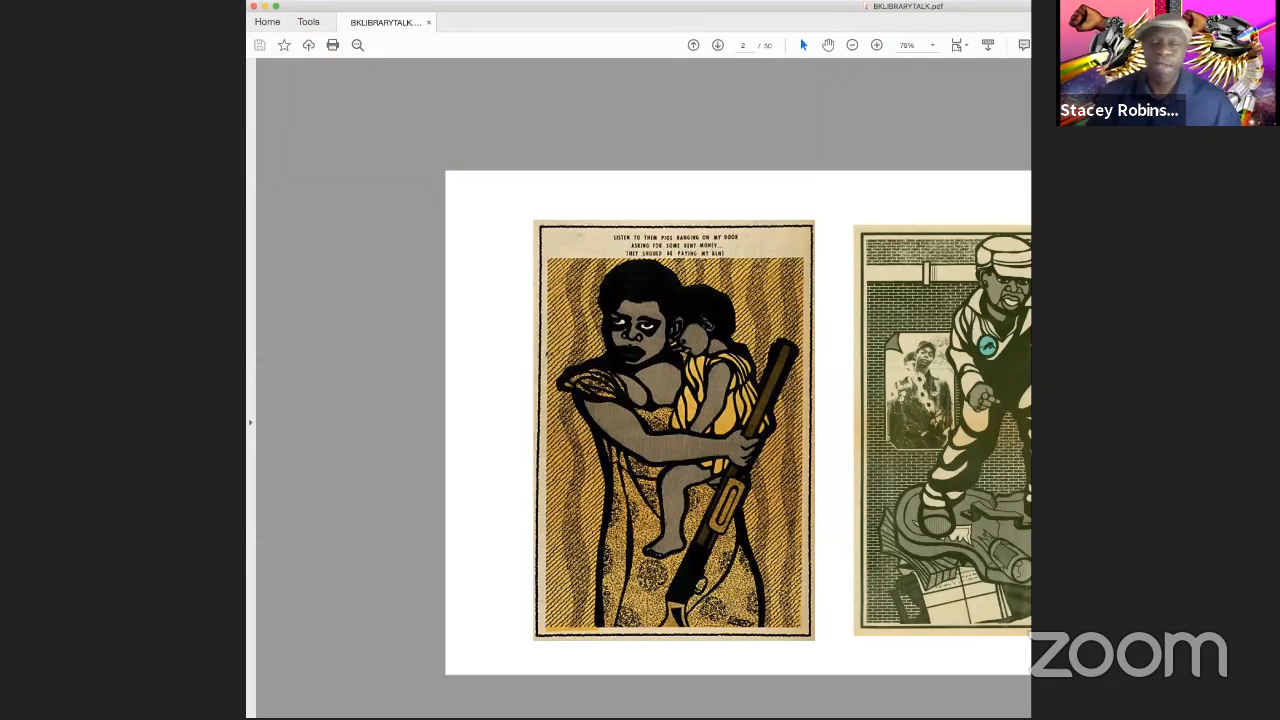 BKLIBRARYTALK.pdf
Home
Tools
BKLIBRARYTALK....
2 / 50
75%
Stacey Robins...
LISTEN TO THEM PIGS BANGING ON MY DOOR
ASKING FOR SOME RENT MONEY...
THEY SHOULD BE PAYING MY RENT
zoom